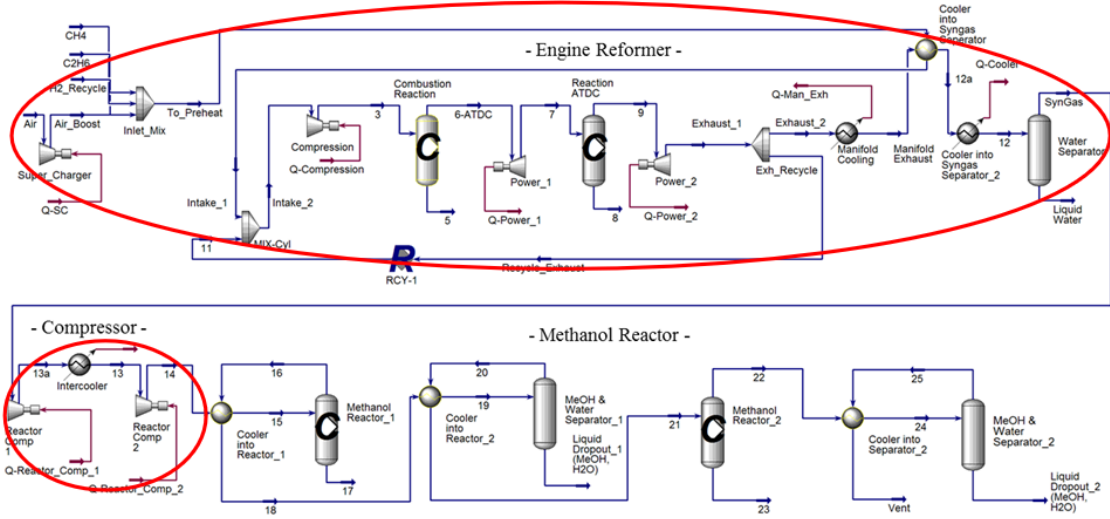 CH4
C2H6
H2_Recycle
Air
Air_Boost
Super_Charger
Q-SC
Inlet_Mix
To_Preheat
- Engine Reformer -
Intake_1
Intake_2
11
MIX-Cyl
Compression
Q-Compression
3
Combustion
Reaction
C
5
6-ATDC
Power_1
Q-Power_1
7
Reaction
ATDC
C
8
9
Power_2
Q-Power_2
Exhaust_1
Exhaust_2
Exh_Recycle
R
RCY-1
Recycle_Exhaust
Q-Man_Exh
Manifold
Cooling
Manifold
Exhaust
Cooler
into
Syngas
Seperator
Q-Cooler
12a
Cooler into
Syngas
Separator_2
12
SynGas
Water
Separator
Liquid
Water
- Compressor -
13a
Intercooler
13
14
Reactor
Comp
1
Reactor
Comp
2
Q-Reactor_Comp_1
Q-Reactor_Comp_2
- Methanol Reactor -
16
Cooler
into
Reactor_1
15
C
Methanol
Reactor_1
17
18
20
Cooler
into
Reactor_2
19
MeOH &
Water
Separator_1
Liquid
Dropout_1
(MeOH,
H2O)
21
C
Methanol
Reactor_2
22
23
Cooler into
Separator_2
24
25
Vent
MeOH &
Water
Separator_2
Liquid
Dropout_2
(MeOH,
H2O)